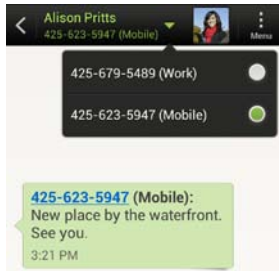 Alison Pritts
425-623-5947 (Mobile)
Menu
425-679-5489 (Work)
425-623-5947 (Mobile)
425-623-5947 (Mobile):
New place by the waterfront.
See you.
3:21 PM